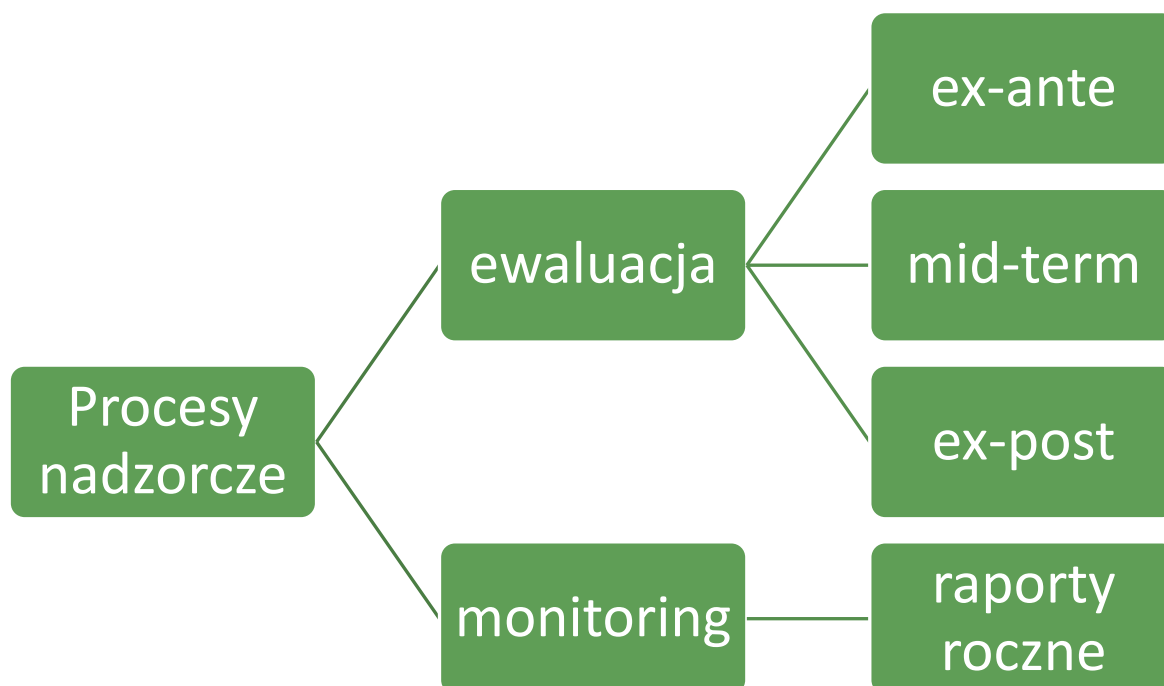 ex-ante
ewaluacja
mid-term
Procesy
nadzorcze
ex-post
monitoring
raporty
roczne